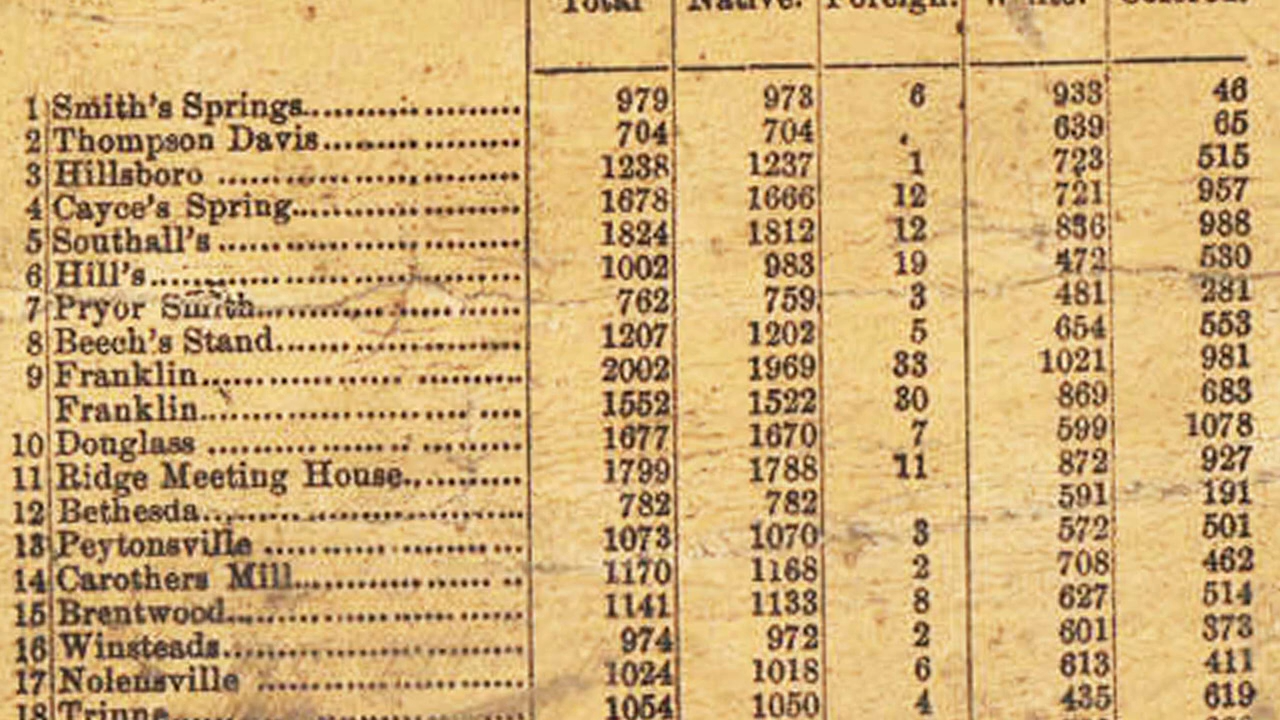 Total Native. Foreign. White. Colored.
1 Smith's Springs 979 973 6 933 46
2 Thompson Davis 704 704 639 65
3 Hillsboro 1238 1237 1 723 515
4 Cayce's Spring 1678 1666 12 721 957
5 Southall's 1824 1812 12 836 988
6 Hill's 1002 983 19 472 530
7 Pryor Smith 762 759 3 481 281
8 Beech's Stand 1207 1202 5 654 553
9 Franklin 2002 1969 33 1021 981
Franklin 1552 1522 30 869 683
10 Douglass 1677 1670 7 599 1078
11 Ridge Meeting House 1799 1788 11 872 927
12 Bethesda 782 782 591 191
13 Peytonsville 1073 1070 3 572 501
14 Carothers Mill 1170 1168 2 708 462
15 Brentwood 1141 1133 8 627 514
16 Winsteads 974 972 2 601 373
17 Nolensville 1024 1018 6 613 411
18 Trinne 1054 1050 4 435 619